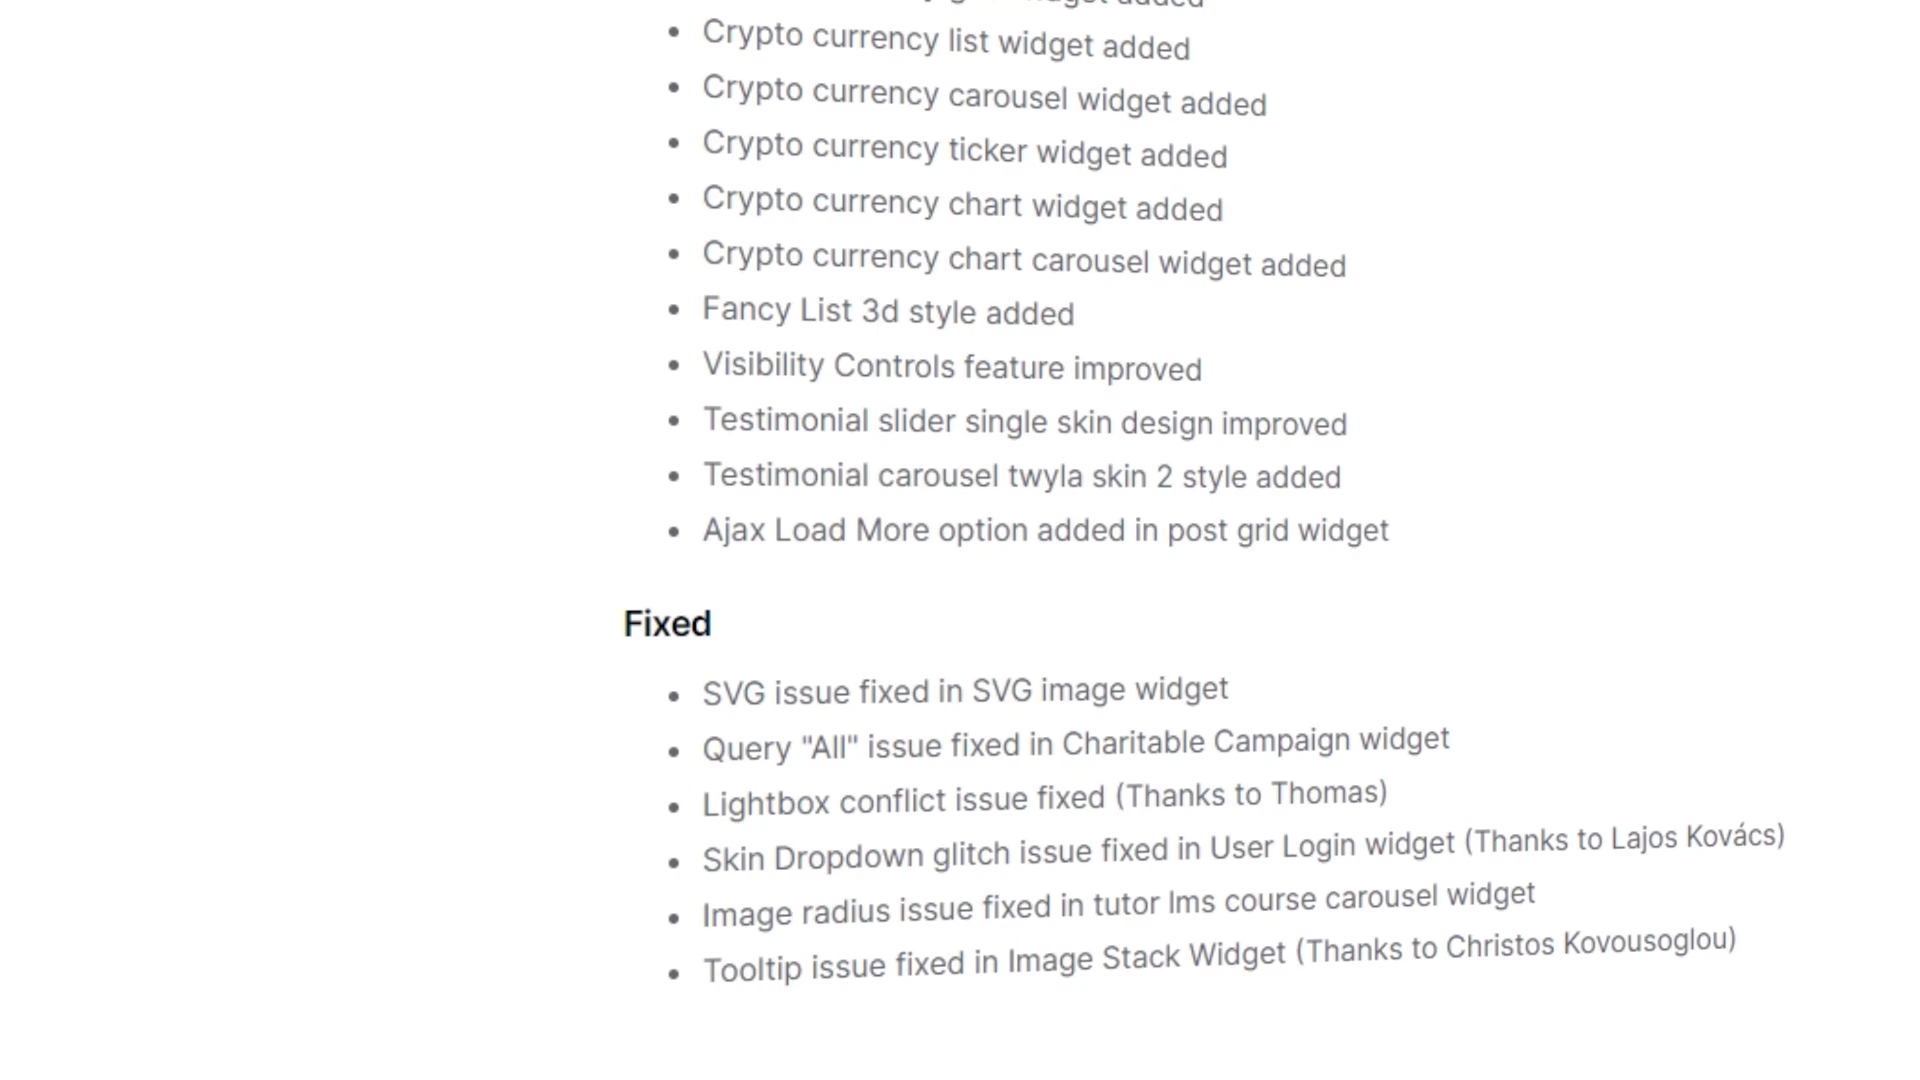 widget added
Crypto currency list widget added
Crypto currency carousel widget added
Crypto currency ticker widget added
Crypto currency chart widget added
Crypto currency chart carousel widget added
Fancy List 3d style added
Visibility Controls feature improved
Testimonial slider single skin design improved
Testimonial carousel twyla skin 2 style added
Ajax Load More option added in post grid widget
Fixed
SVG issue fixed in SVG image widget
Query "All" issue fixed in Charitable Campaign widget
Lightbox conflict issue fixed (Thanks to Thomas)
Skin Dropdown glitch issue fixed in User Login widget (Thanks to Lajos Kovács)
Image radius issue fixed in tutor lms course carousel widget
Tooltip issue fixed in Image Stack Widget (Thanks to Christos Kovousoglou)